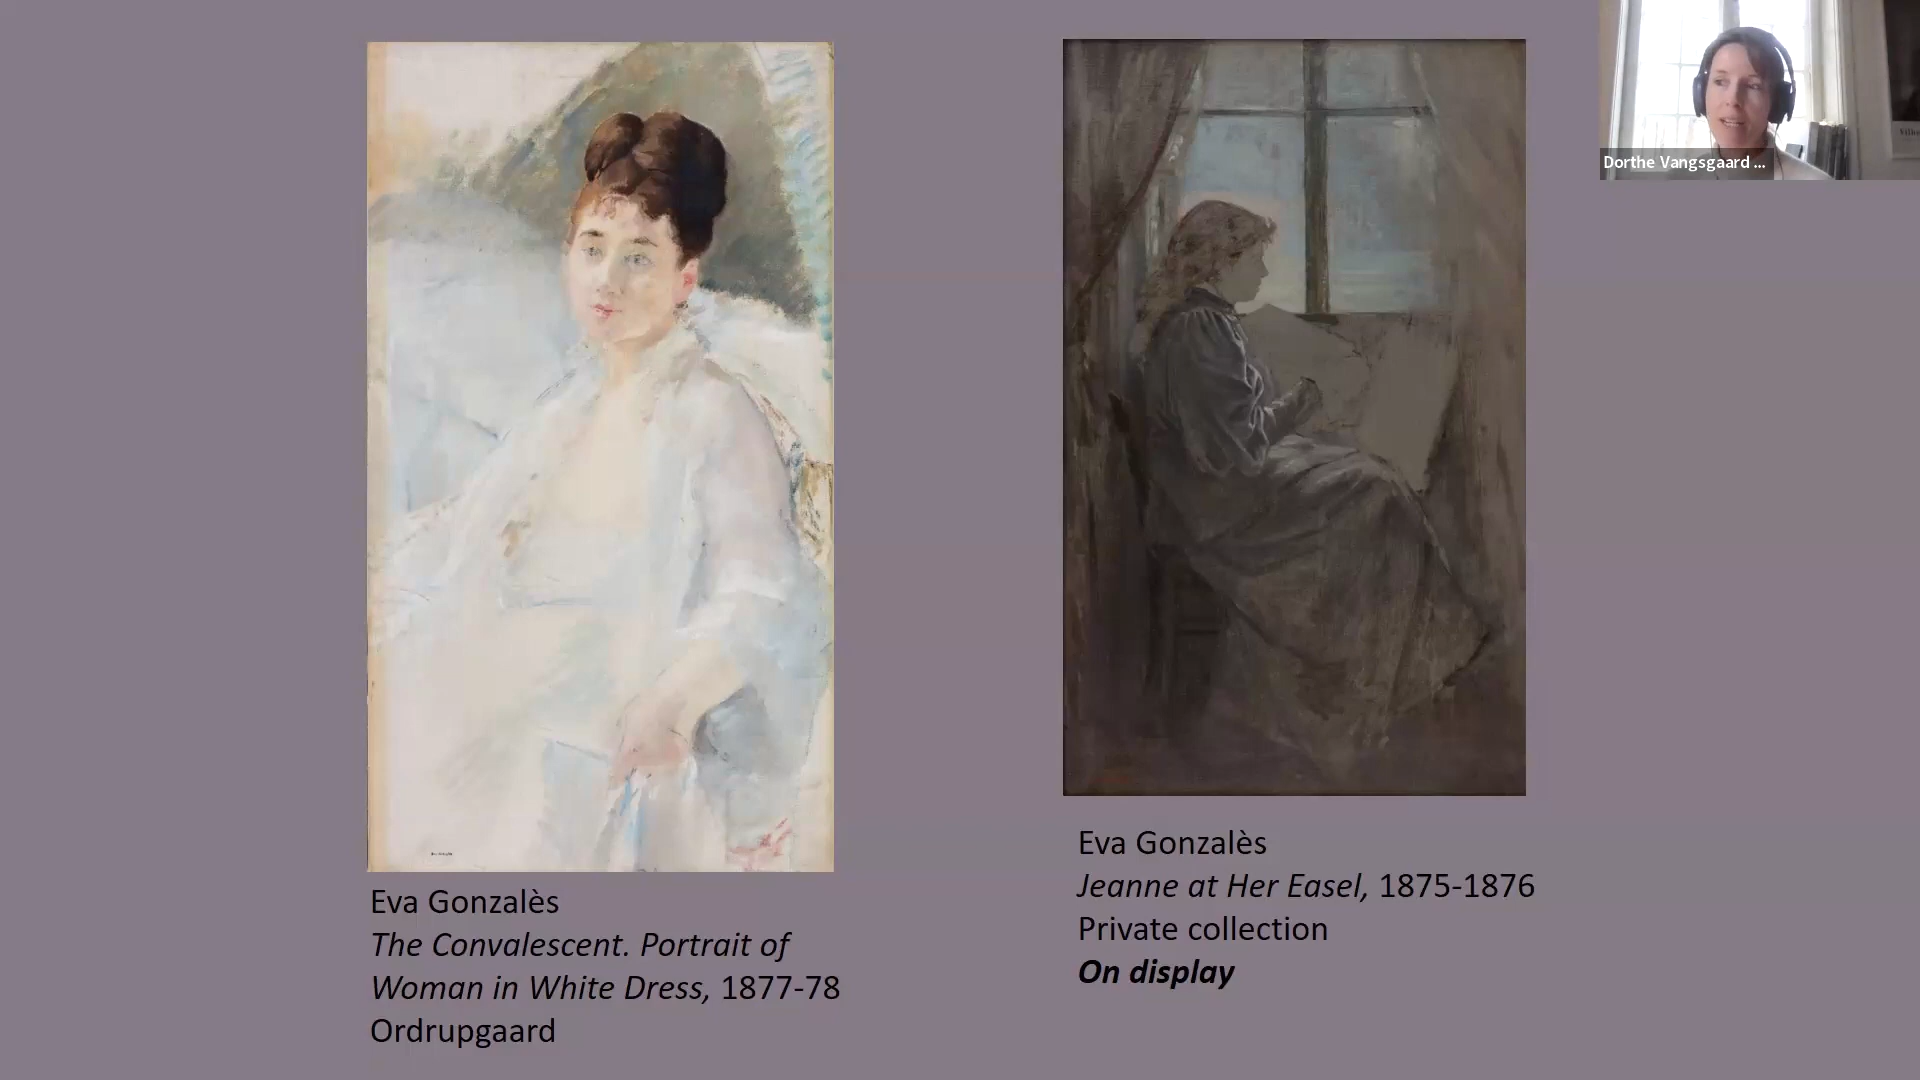 Dorthe Vangsgaard ...
Eva Gonzalès
The Convalescent. Portrait of
Woman in White Dress, 1877-78
Ordrupgaard
Eva Gonzalès
Jeanne at Her Easel, 1875-1876
Private collection
On display